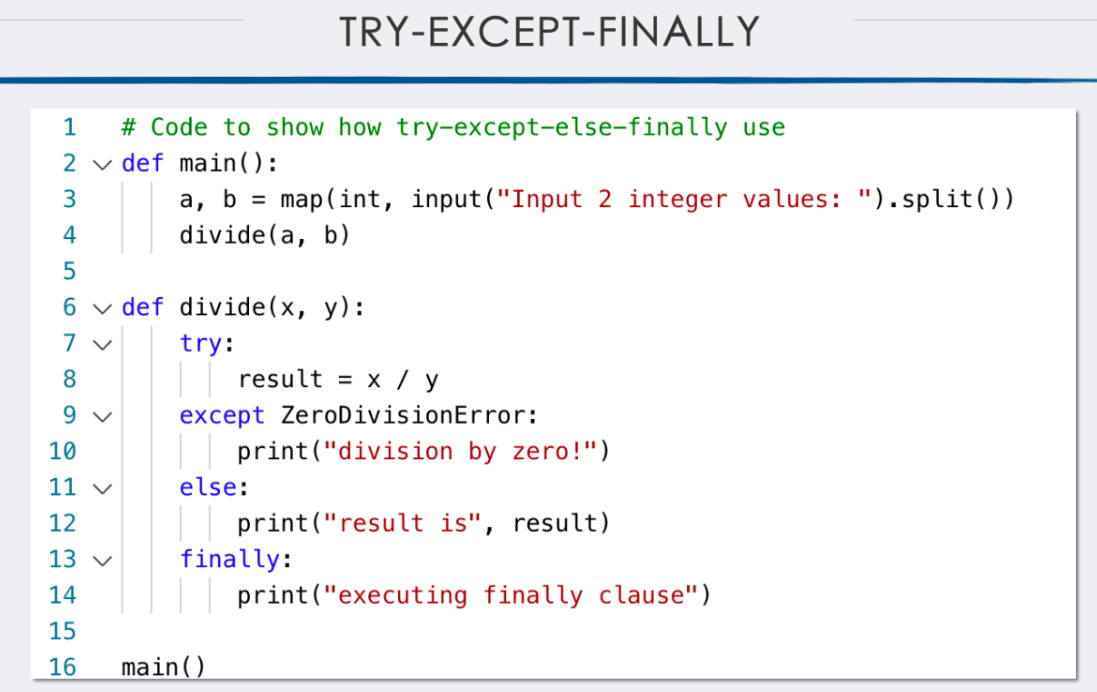 TRY-EXCEPT-FINALLY
1 # Code to show how try-except-else-finally use
2 def main():
3     a, b = map(int, input("Input 2 integer values: ").split())
4     divide(a, b)
5
6 def divide(x, y):
7     try:
8         result = x / y
9     except ZeroDivisionError:
10         print("division by zero!")
11     else:
12         print("result is", result)
13     finally:
14         print("executing finally clause")
15
16 main()